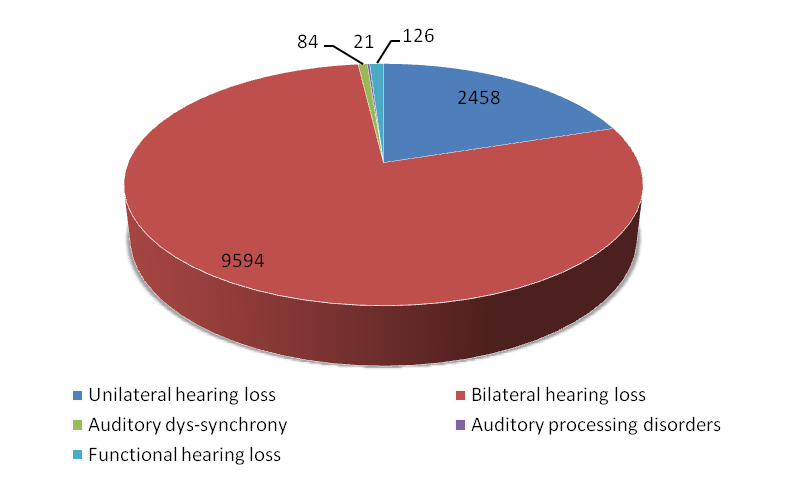 84 21 126
2458
9594
Unilateral hearing loss Bilateral hearing loss
Auditory dys-synchrony Auditory processing disorders
Functional hearing loss